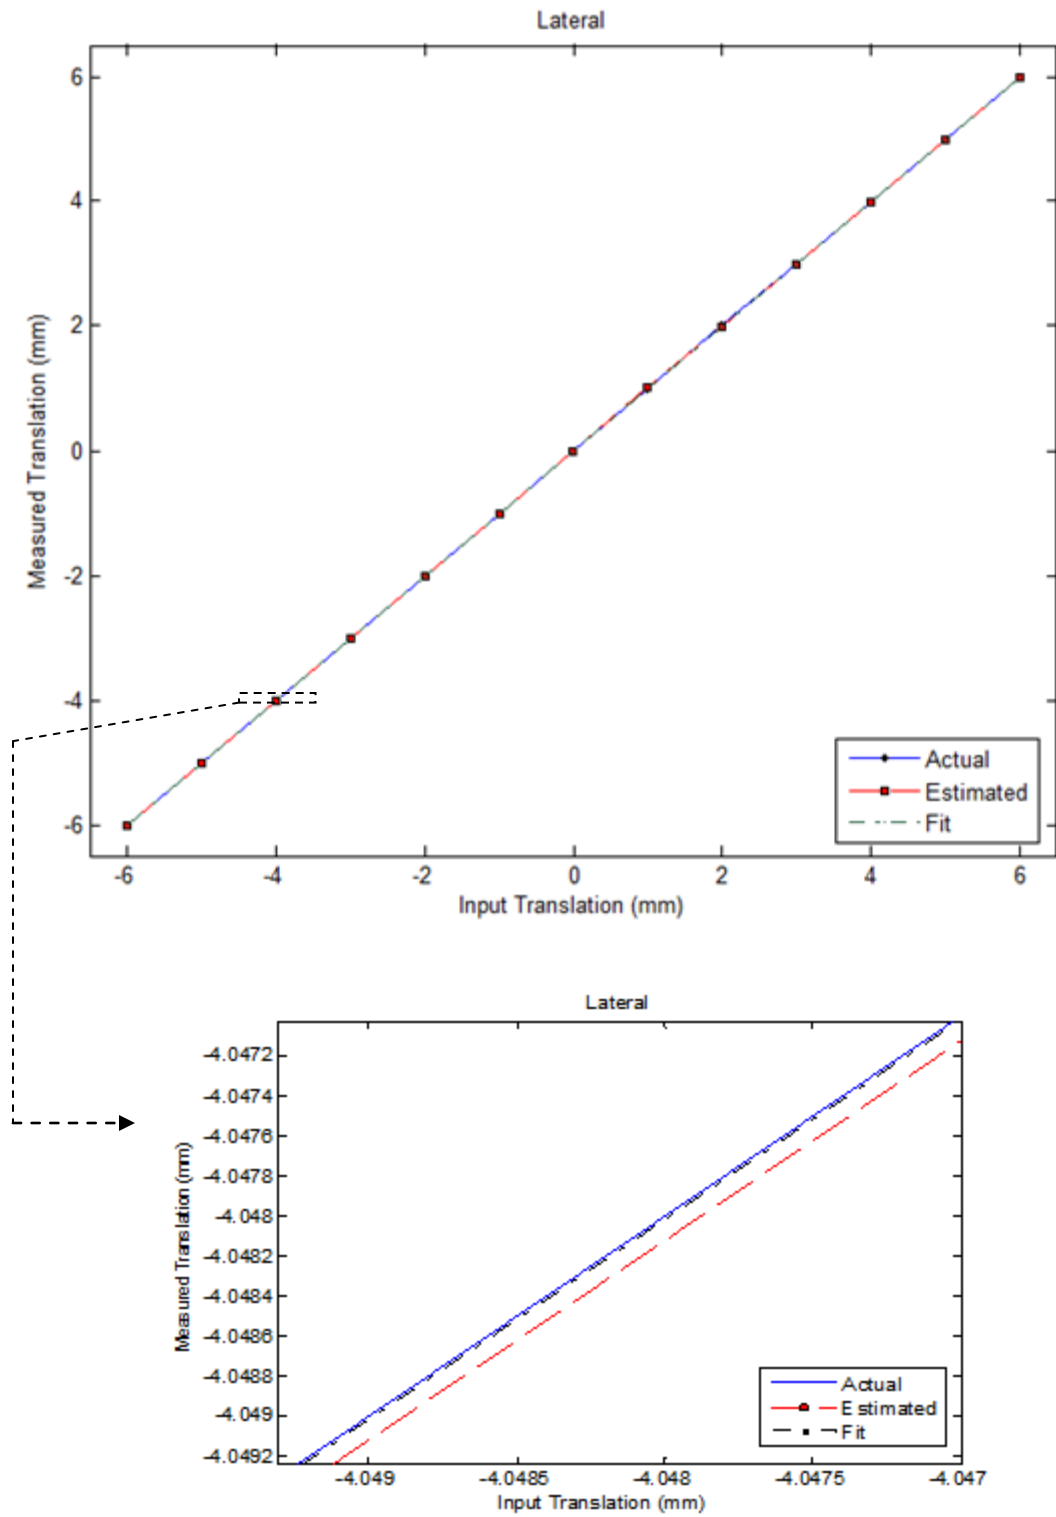 Lateral
6
4
2
0
-2
-4
-6
Measured Translation (mm)
-6 -4 -2 0 2 4 6
Input Translation (mm)
Actual
Estimated
Fit
Lateral
-4.0472
-4.0474
-4.0476
-4.0478
-4.048
-4.0482
-4.0484
-4.0486
-4.0488
-4.049
-4.0492
Measured Translation (mm)
-4.049 -4.0485 -4.048 -4.0475 -4.047
Input Translation (mm)
Actual
Estimated
Fit